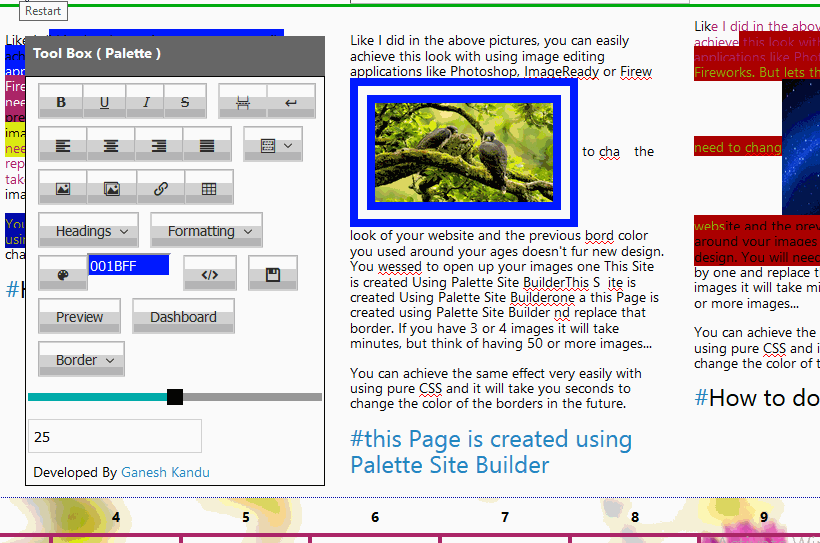 Restart
Like
Tool Box ( Palette )
B U I S
Headings
Formatting
001BFF
</>
Preview
Dashboard
Border
25
Developed By Ganesh Kandu
Like I did in the above pictures, you can easily
achieve this look with using image editing
applications like Photoshop, ImageReady or Firew
to cha the
look of your website and the previous bord color
you used around your ages doesn't fur new design.
You wessed to open up your images one This Site
is created Using Palette Site BuilderThis S ite is
created Using Palette Site Builderone a this Page is
created using Palette Site Builder nd replace that
border. If you have 3 or 4 images it will take
minutes, but think of having 50 or more images...
You can achieve the same effect very easily with
using pure CSS and it will take you seconds to
change the color of the borders in the future.
#this Page is created using
Palette Site Builder
Like I did in the above
achieve this look with
applications like Photoshop
Fireworks. But lets th
need to chang
webs ite and the prev
around your images
design. You will need
by one and replace t
images it will take mi
or more images...
You can achieve the
using pure CSS and i
change the color of t
#How to do
4 5 6 7 8 9